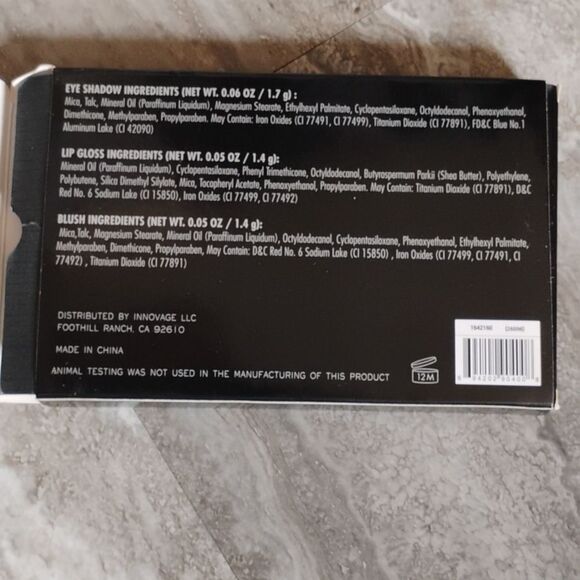 EYE SHADOW INGREDIENTS (NET WT. 0.06 OZ / 1.7 g) :
Mica, Talc, Mineral Oil (Paraffinum Liquidum), Magnesium Stearate, Ethylhexyl Palmitate, Cyclopentasiloxane, Octyldodecanol, Phenoxyethanol,
Dimethicone, Methylparaben, Propylparaben. May Contain: Iron Oxides (CI 77491, CI 77499), Titanium Dioxide (CI 77891), FD&C Blue No.1
Aluminum Lake (CI 42090)
LIP GLOSS INGREDIENTS (NET WT. 0.05 OZ / 1.4 g):
Mineral Oil (Paraffinum Liquidum), Cyclopentasiloxane, Phenyl Trimethicone, Octyldodecanol, Butyrospermum Parkii (Shea Butter), Polyethylene,
Polybutene, Silica Dimethyl Silylate, Mica, Tocopheryl Acetate, Phenoxyethanol, Propylparaben. May Contain: Titanium Dioxide (CI 77891), D&C
Red No. 6 Sodium Lake (CI 15850), Iron Oxides (CI 77499, CI 77492)
BLUSH INGREDIENTS (NET WT. 0.05 OZ / 1.4 g):
Mica,Talc, Magnesium Stearate, Mineral Oil (Paraffinum Liquidum), Octyldodecanol, Cyclopentasiloxane, Phenoxyethanol, Ethylhexyl Palmitate,
Methylparaben, Dimethicone, Propylparaben, May Contain: D&C Red No. 6 Sodium Lake (CI 15850) , Iron Oxides (CI 77499, CI 77491, CI
77492) , Titanium Dioxide (CI 77891)
DISTRIBUTED BY INNOVAGE LLC
FOOTHILL RANCH, CA 92610
MADE IN CHINA
ANIMAL TESTING WAS NOT USED IN THE MANUFACTURING OF THIS PRODUCT
12M